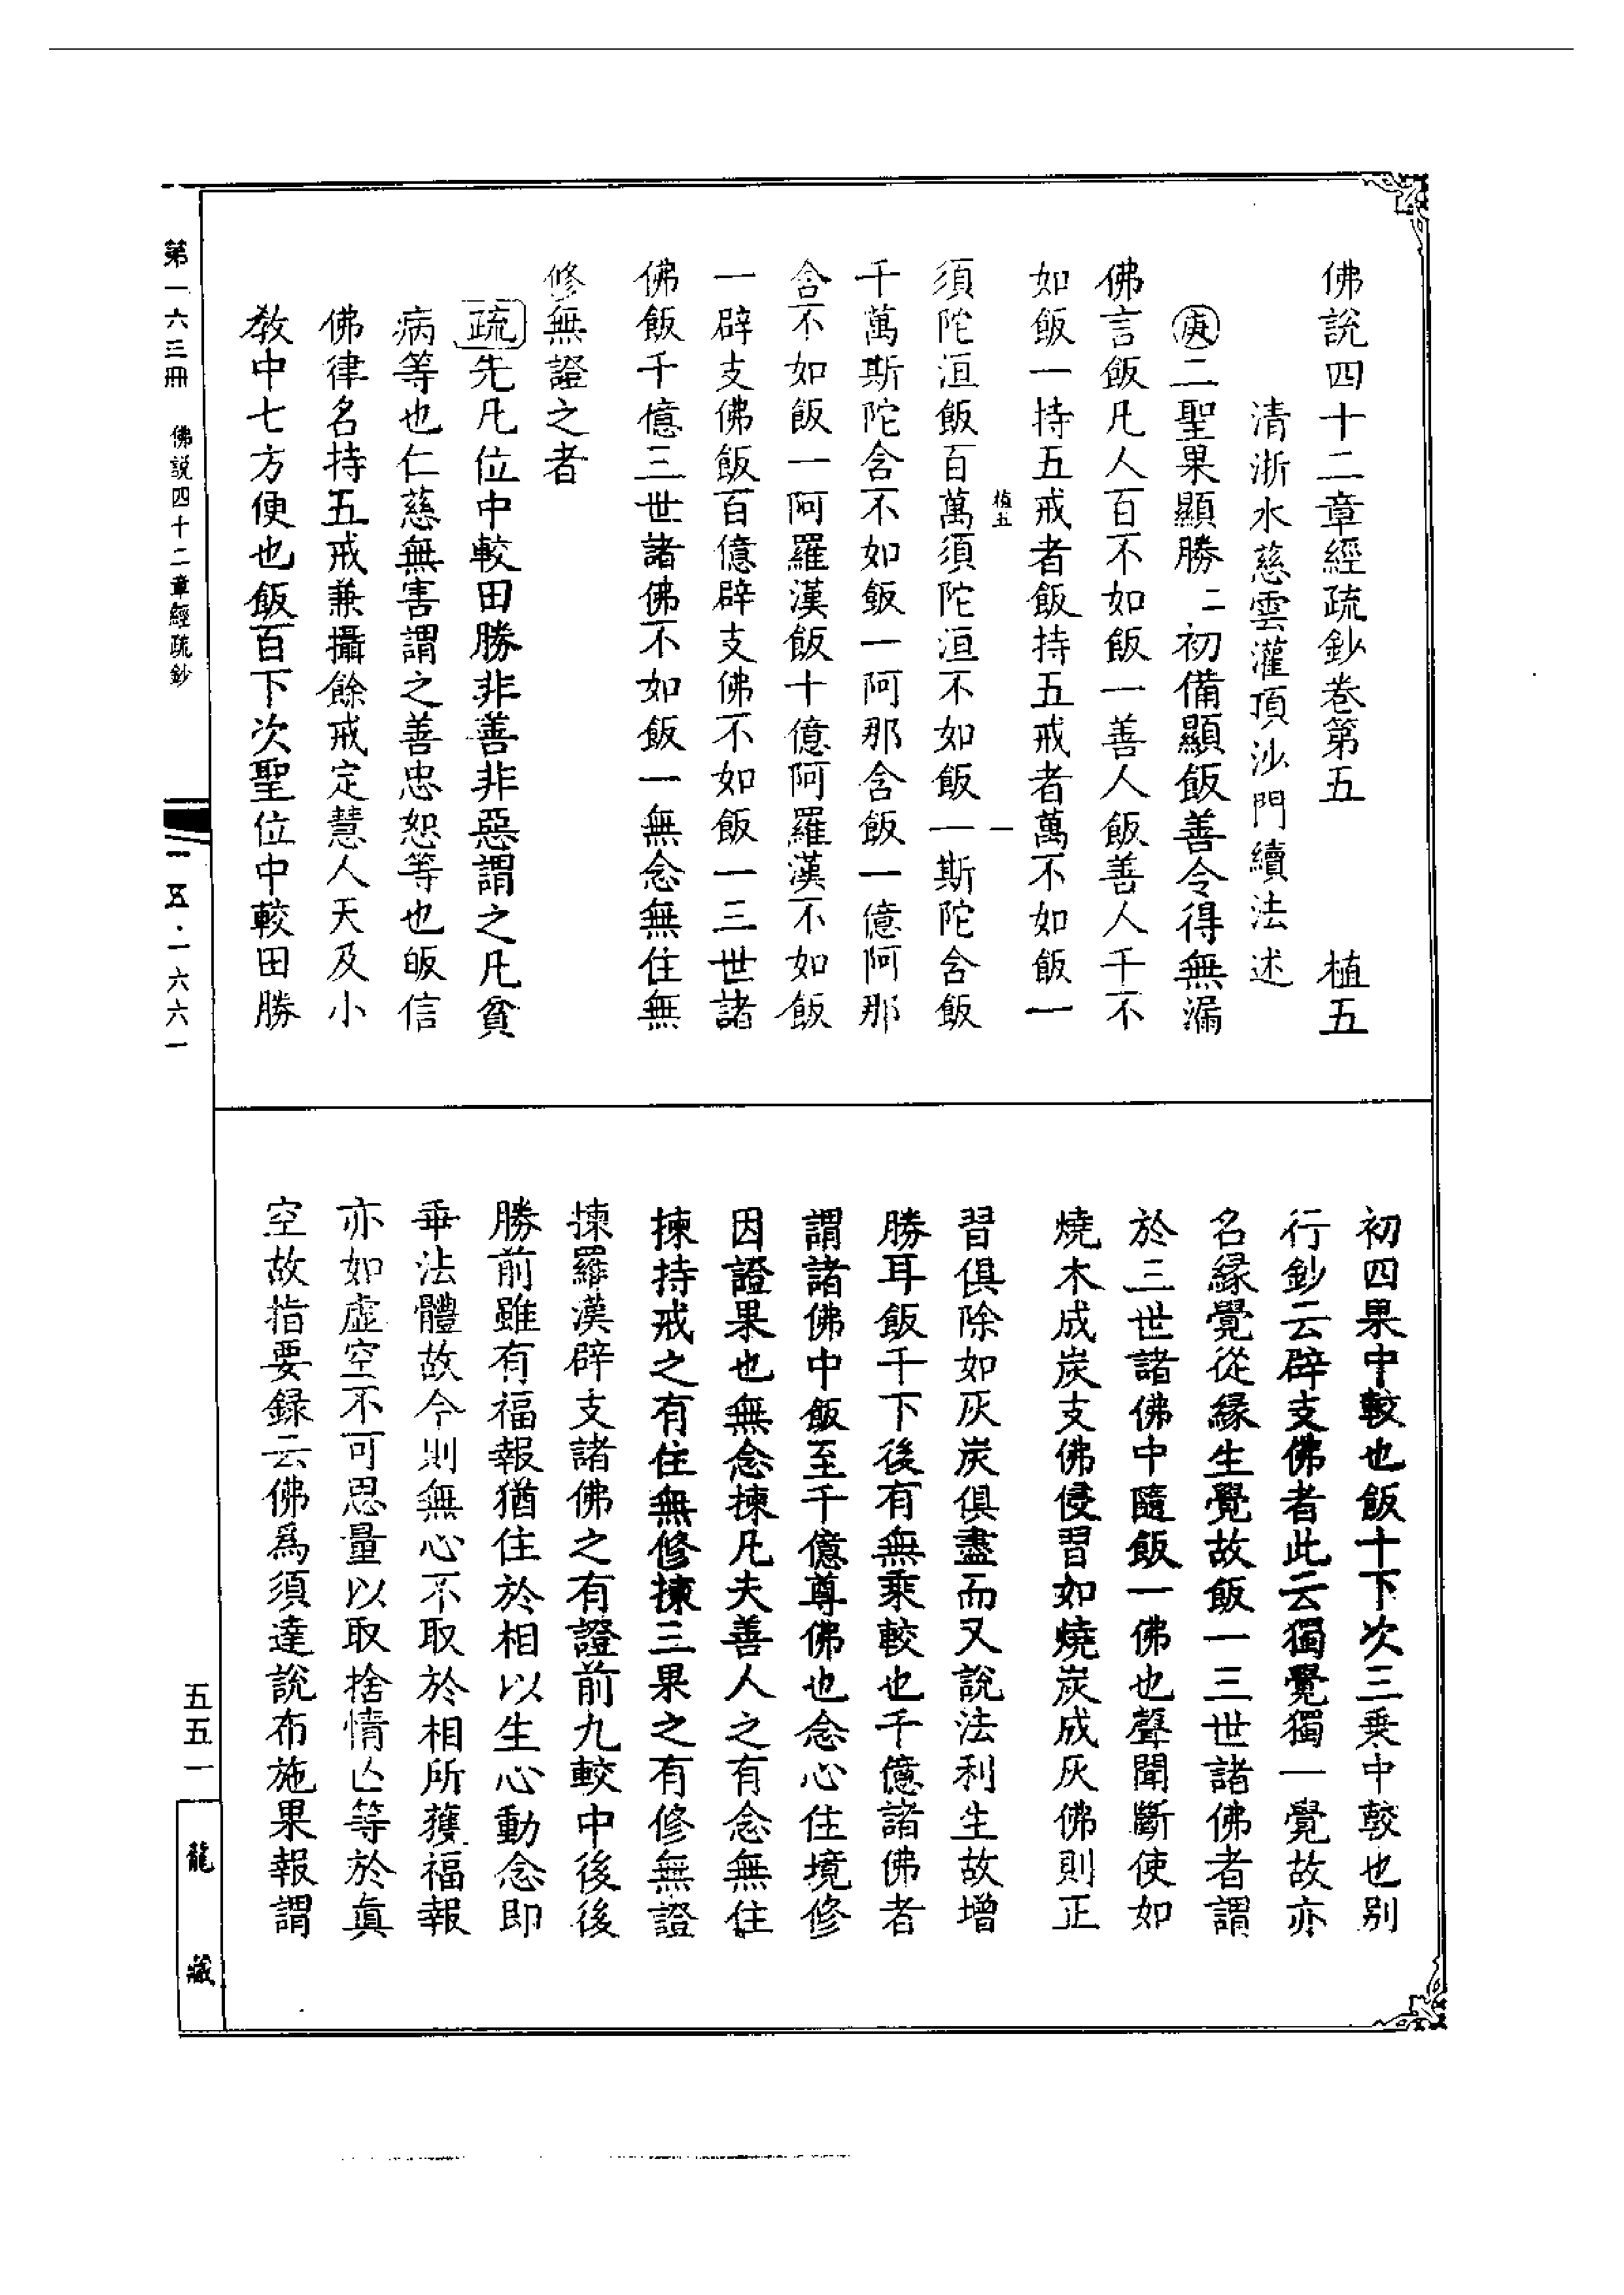 佛說四十二章經疏鈔卷第五　植五
清浙水慈雲灌頂沙門續法述
庚二聖果顯勝二初備顯飯善令得無漏
佛言飯凡人百不如飯一善人飯善人千不
如飯一持五戒者飯持五戒者萬不如飯一
植五　一
須陀洹飯百萬須陀洹不如飯一斯陀含飯
千萬斯陀含不如飯一阿那含飯一億阿那
含不如飯一阿羅漢飯十億阿羅漢不如飯
一辟支佛飯百億辟支佛不如飯一三世諸
佛飯千億三世諸佛不如飯一無念無住無
修無證之者
疏先凡位中較田勝非善非惡謂之凡貧
病等也仁慈無害謂之善忠恕等也皈信
佛律名持五戒兼攝餘戒定慧人天及小
教中七方便也飯百下次聖位中較田勝
初四果中較也飯十下次三乗中較也别
行鈔云辟支佛者此云獨覺獨一覺故亦
名緣覺從緣生覺故飯一三世諸佛者謂
於三世諸佛中隨飯一佛也聲聞斷使如
燒木成炭支佛侵習如燒炭成灰佛則正
習俱除如灰炭俱盡而又說法利生故增
勝耳飯千下後有無乘較也千億諸佛者
謂諸佛中飯至千億尊佛也念心住境修
因證果也無念揀凡夫善人之有念無住
揀持戒之有住無修揀三果之有修無證
揀羅漢辟支諸佛之有證前九較中後後
勝前雖有福報猶住於相以生心動念即
乖法體故今則無心不取於相所獲福報
亦如虛空不可思量以取捨情亾等於眞
空故指要録云佛爲須達說布施果報謂
第一六三冊　佛説四十二章經疏鈔
一五·一六六一
五五一
龍藏